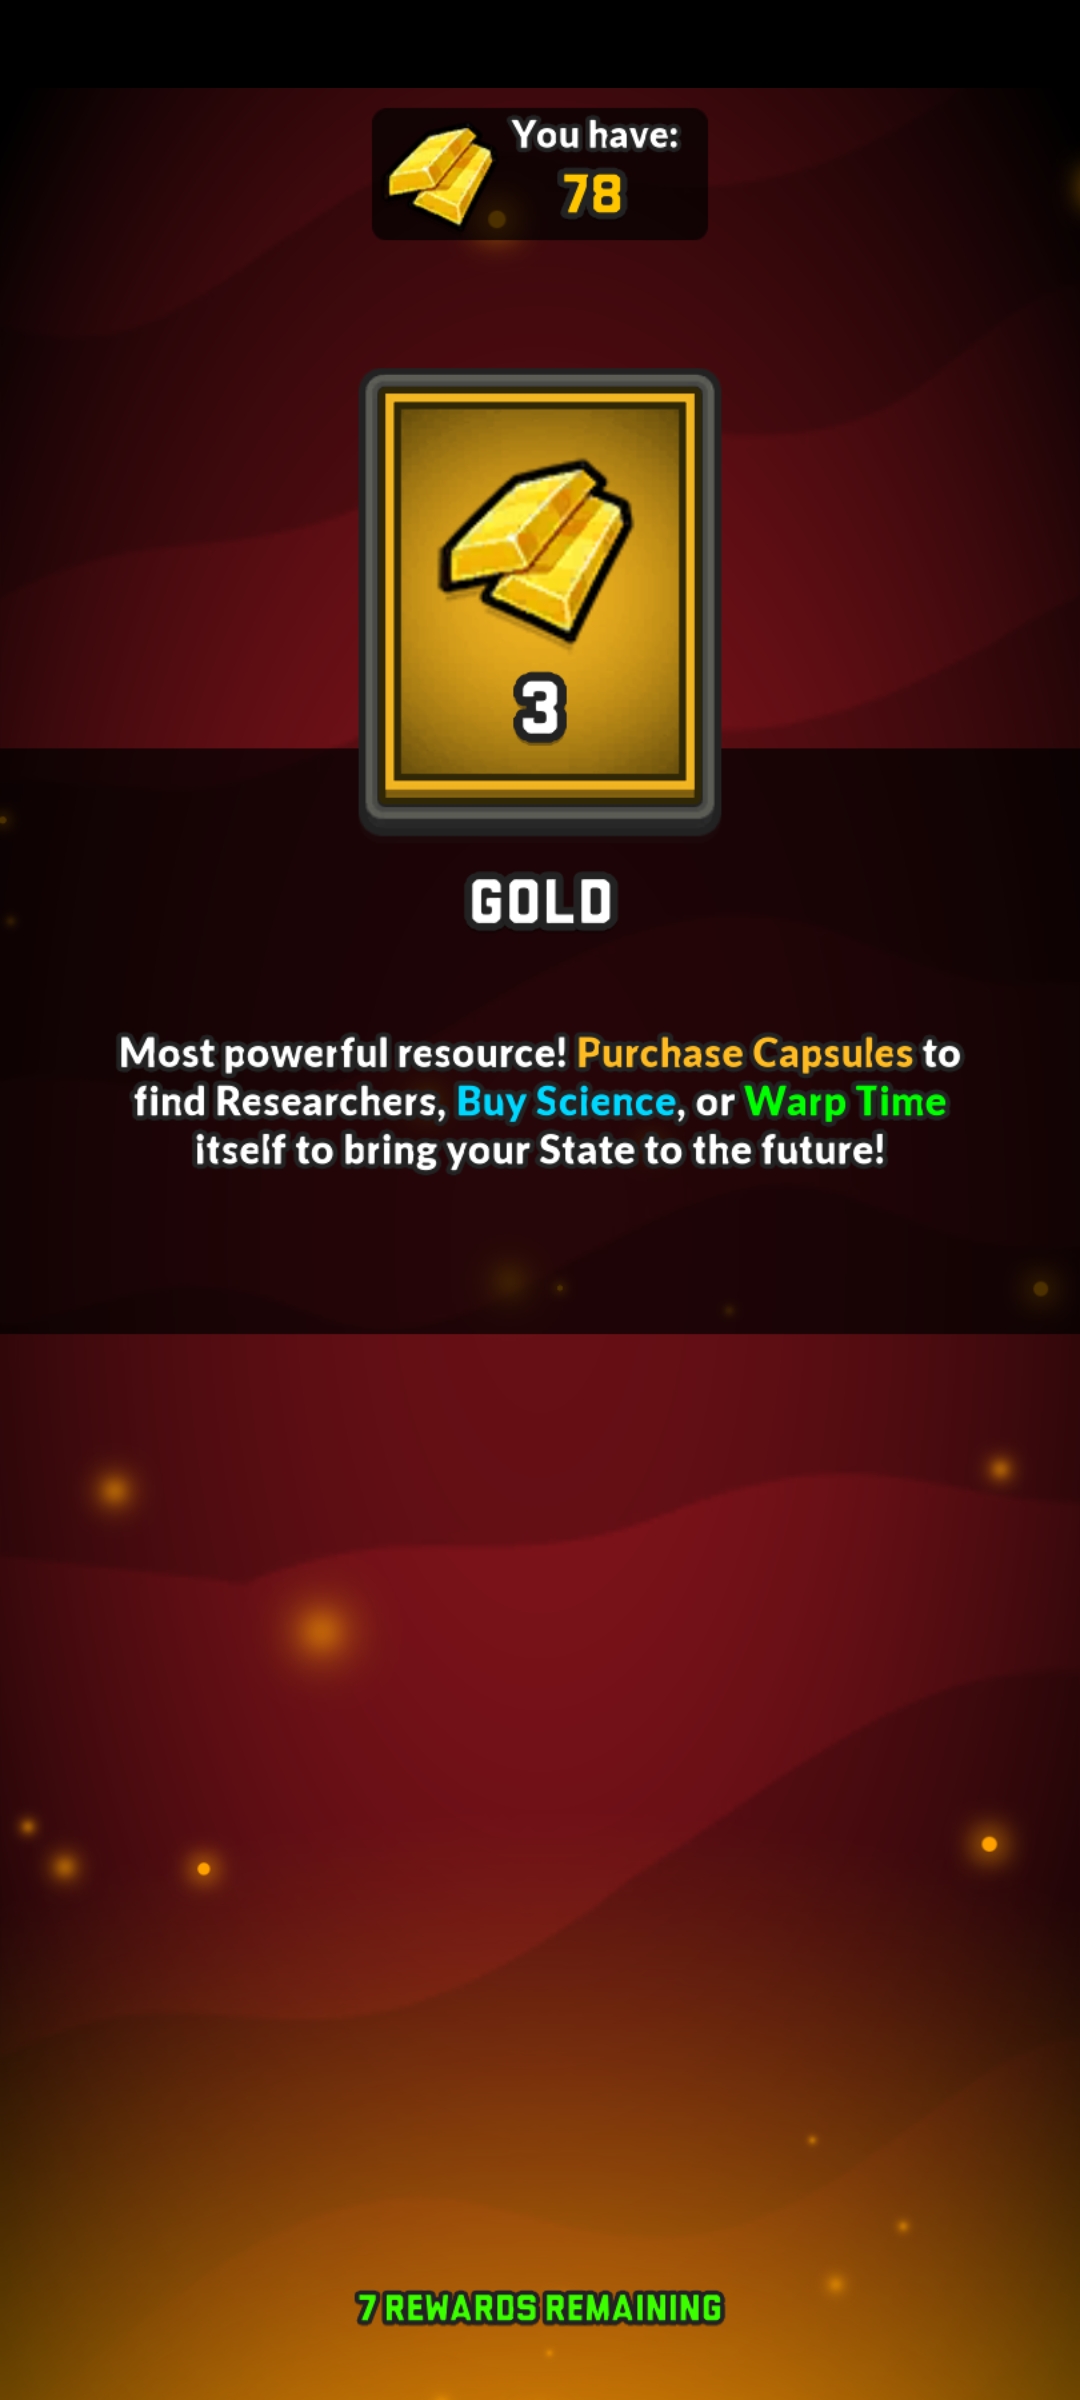 You have:
78
3
GOLD
Most powerful resource! Purchase Capsules to
find Researchers, Buy Science, or Warp Time
itself to bring your State to the future!
7 REWARDS REMAINING